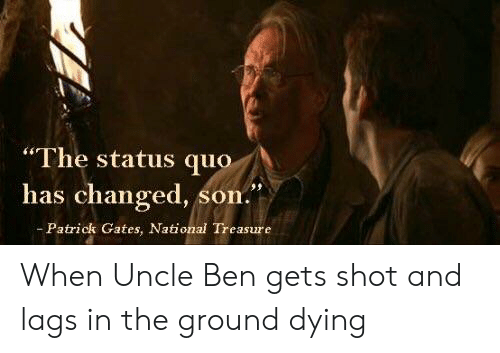 “The status quo
has changed, son.”
- Patrick Gates, National Treasure
When Uncle Ben gets shot and
lags in the ground dying